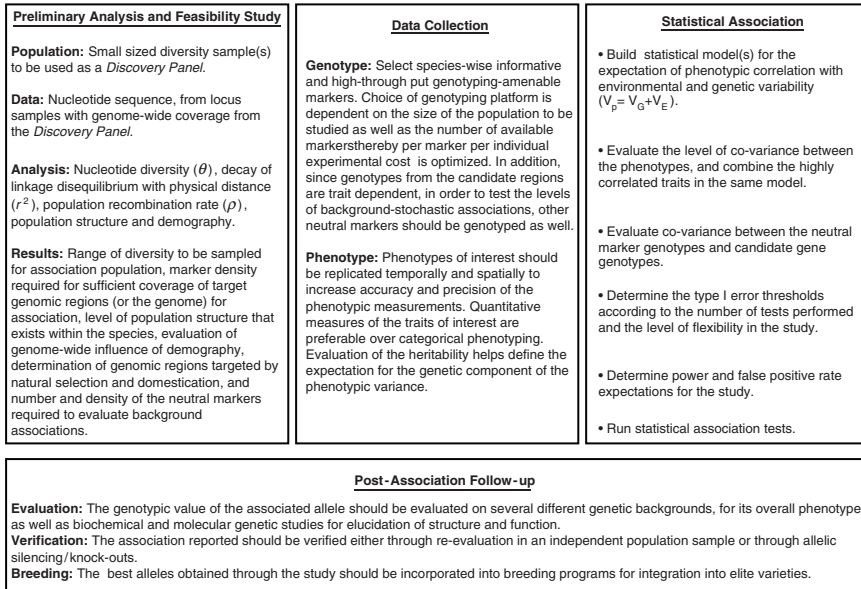 Preliminary Analysis and Feasibility Study
Population: Small sized diversity sample(s)
to be used as a Discovery Panel.
Data: Nucleotide sequence, from locus
samples with genome-wide coverage from
the Discovery Panel.
Analysis: Nucleotide diversity (θ), decay of
linkage disequilibrium with physical distance
(r²), population recombination rate (ρ),
population structure and demography.
Results: Range of diversity to be sampled
for association population, marker density
required for sufficient coverage of target
genomic regions (or the genome) for
association, level of population structure that
exists within the species, evaluation of
genome-wide influence of demography,
determination of genomic regions targeted by
natural selection and domestication, and
number and density of the neutral markers
required to evaluate background
associations.
Data Collection
Genotype: Select species-wise informative
and high-through put genotyping-amenable
markers. Choice of genotyping platform is
dependent on the size of the population to be
studied as well as the number of available
markersthereby per marker per individual
experimental cost is optimized. In addition,
since genotypes from the candidate regions
are trait dependent, in order to test the levels
of background-stochastic associations, other
neutral markers should be genotyped as well.
Phenotype: Phenotypes of interest should
be replicated temporally and spatially to
increase accuracy and precision of the
phenotypic measurements. Quantitative
measures of the traits of interest are
preferable over categorical phenotyping.
Evaluation of the heritability helps define the
expectation for the genetic component of the
phenotypic variance.
Statistical Association
• Build statistical model(s) for the
expectation of phenotypic correlation with
environmental and genetic variability
(Vp= VG+VE).
• Evaluate the level of co-variance between
the phenotypes, and combine the highly
correlated traits in the same model.
• Evaluate co-variance between the neutral
marker genotypes and candidate gene
genotypes.
• Determine the type I error thresholds
according to the number of tests performed
and the level of flexibility in the study.
• Determine power and false positive rate
expectations for the study.
• Run statistical association tests.
Post-Association Follow-up
Evaluation: The genotypic value of the associated allele should be evaluated on several different genetic backgrounds, for its overall phenotype
as well as biochemical and molecular genetic studies for elucidation of structure and function.
Verification: The association reported should be verified either through re-evaluation in an independent population sample or through allelic
silencing/knock-outs.
Breeding: The best alleles obtained through the study should be incorporated into breeding programs for integration into elite varieties.